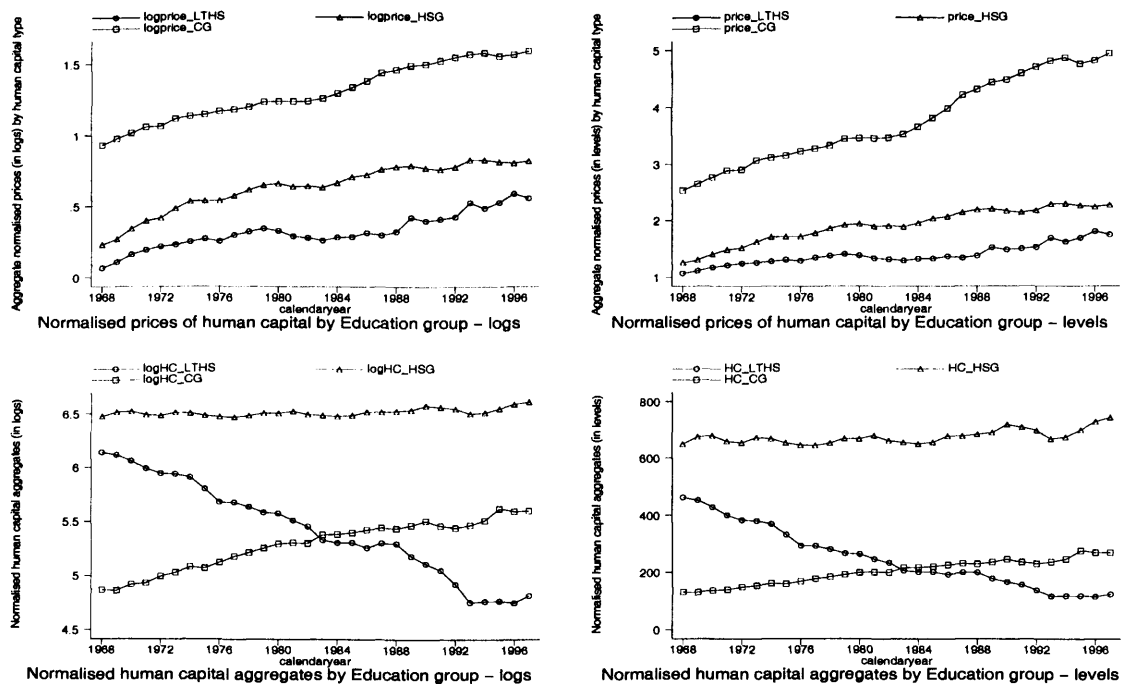 logprice_LTHS logprice_HSG
logprice_CG
Aggregate normalised prices (in logs) by human capital type
1.5
1
.5
0
1968 1972 1976 1980 1984 1988 1992 1996
calendaryear
Normalised prices of human capital by Education group – logs
price_LTHS price_HSG
price_CG
Aggregate normalised prices (in levels) by human capital type
5
4
3
2
1
1968 1972 1976 1980 1984 1988 1992 1996
calendaryear
Normalised prices of human capital by Education group – levels
logHC_LTHS logHC_HSG
logHC_CG
Normalised human capital aggregates (in logs)
6.5
6
5.5
5
4.5
1968 1972 1976 1980 1984 1988 1992 1996
calendaryear
Normalised human capital aggregates by Education group – logs
HC_LTHS HC_HSG
HC_CG
Normalised human capital aggregates (in levels)
800
600
400
200
0
1968 1972 1976 1980 1984 1988 1992 1996
calendaryear
Normalised human capital aggregates by Education group – levels